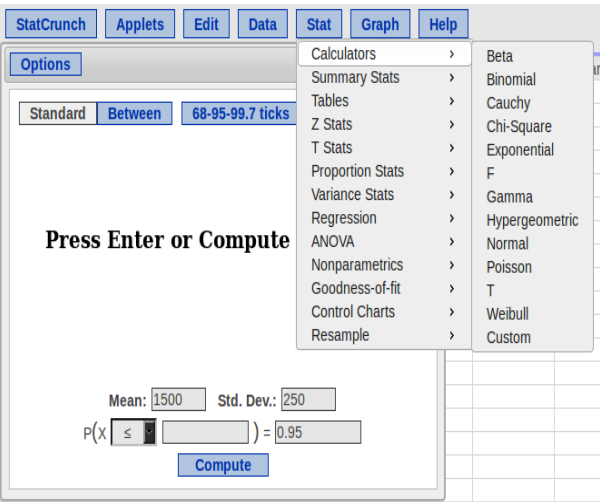 StatCrunch Applets Edit Data Stat Graph Help
Options
Standard Between 68-95-99.7 ticks
Press Enter or Compute
Mean: 1500 Std. Dev.: 250
P(X ≤ ) = 0.95
Compute
Calculators ›
Summary Stats ›
Tables ›
Z Stats ›
T Stats ›
Proportion Stats ›
Variance Stats ›
Regression ›
ANOVA ›
Nonparametrics ›
Goodness-of-fit ›
Control Charts ›
Resample ›
Beta
Binomial
Cauchy
Chi-Square
Exponential
F
Gamma
Hypergeometric
Normal
Poisson
T
Weibull
Custom